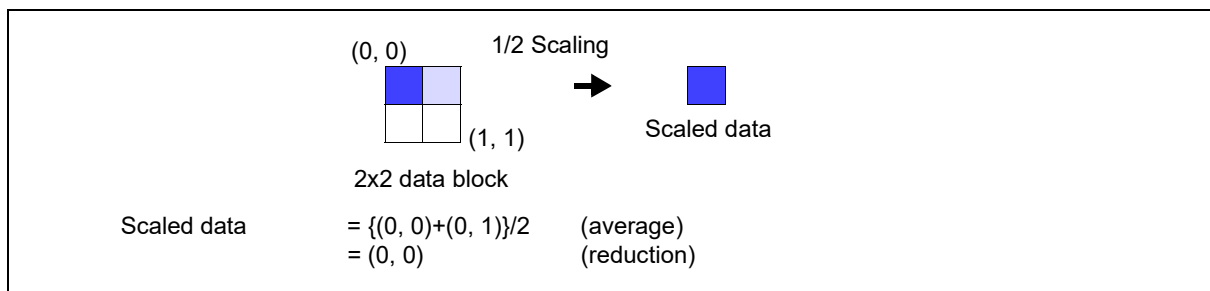 (0, 0) 1/2 Scaling
(1, 1) Scaled data
2x2 data block
Scaled data = {(0, 0)+(0, 1)}/2 (average)
= (0, 0) (reduction)